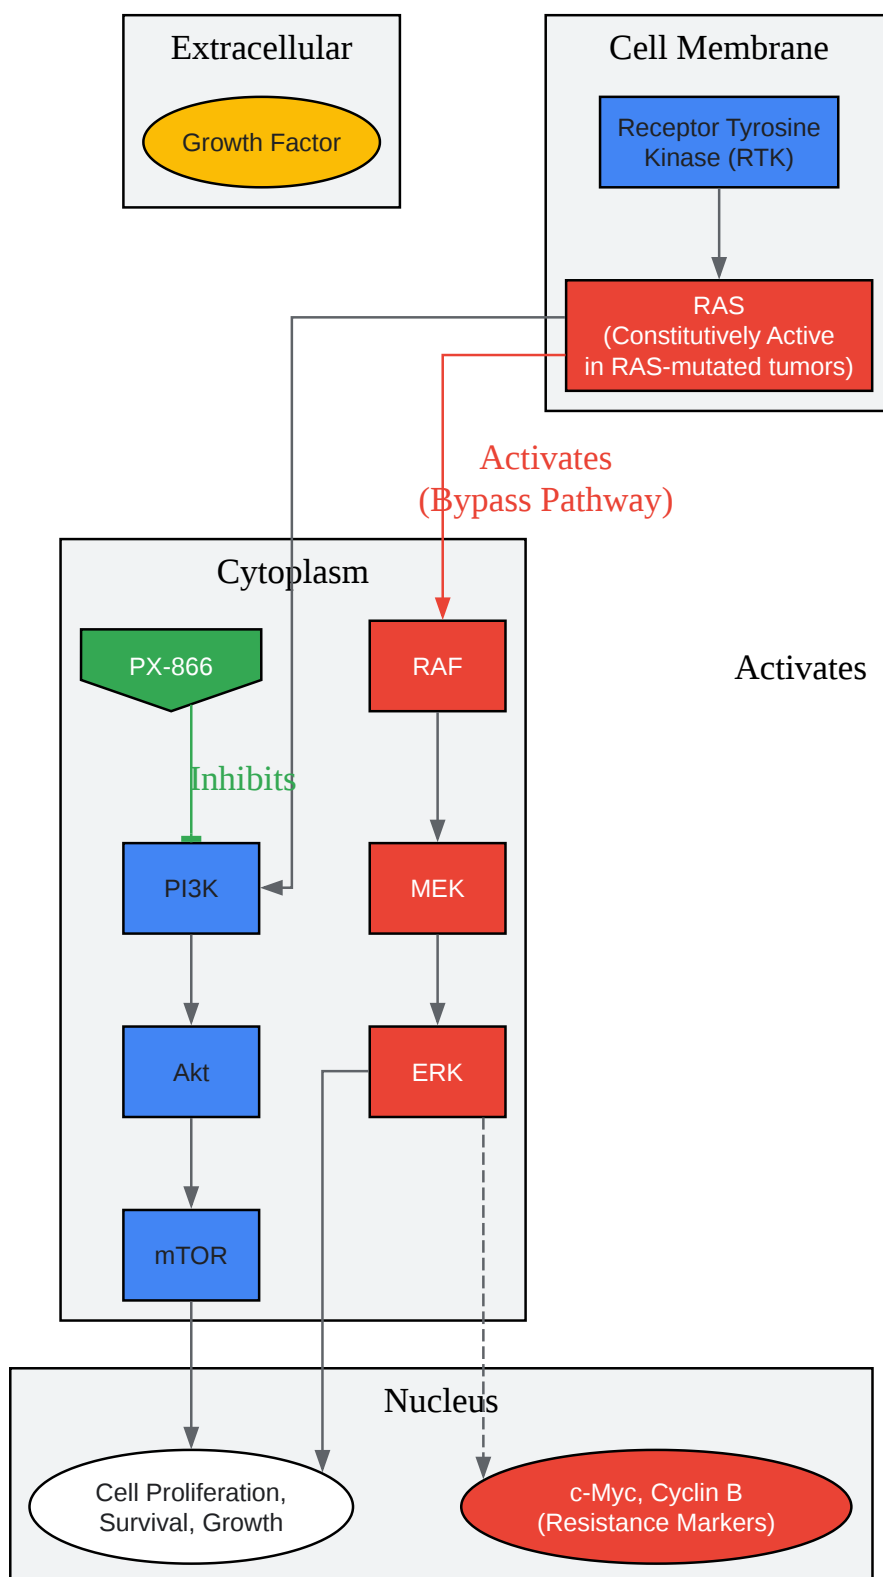 Extracellular
Growth Factor
Cell Membrane
Receptor Tyrosine
Kinase (RTK)
RAS
(Constitutively Active
in RAS-mutated tumors)
Activates
(Bypass Pathway)
Cytoplasm
PX-866
RAF
Activates
Inhibits
PI3K
MEK
Akt
ERK
mTOR
Nucleus
Cell Proliferation,
Survival, Growth
c-Myc, Cyclin B
(Resistance Markers)